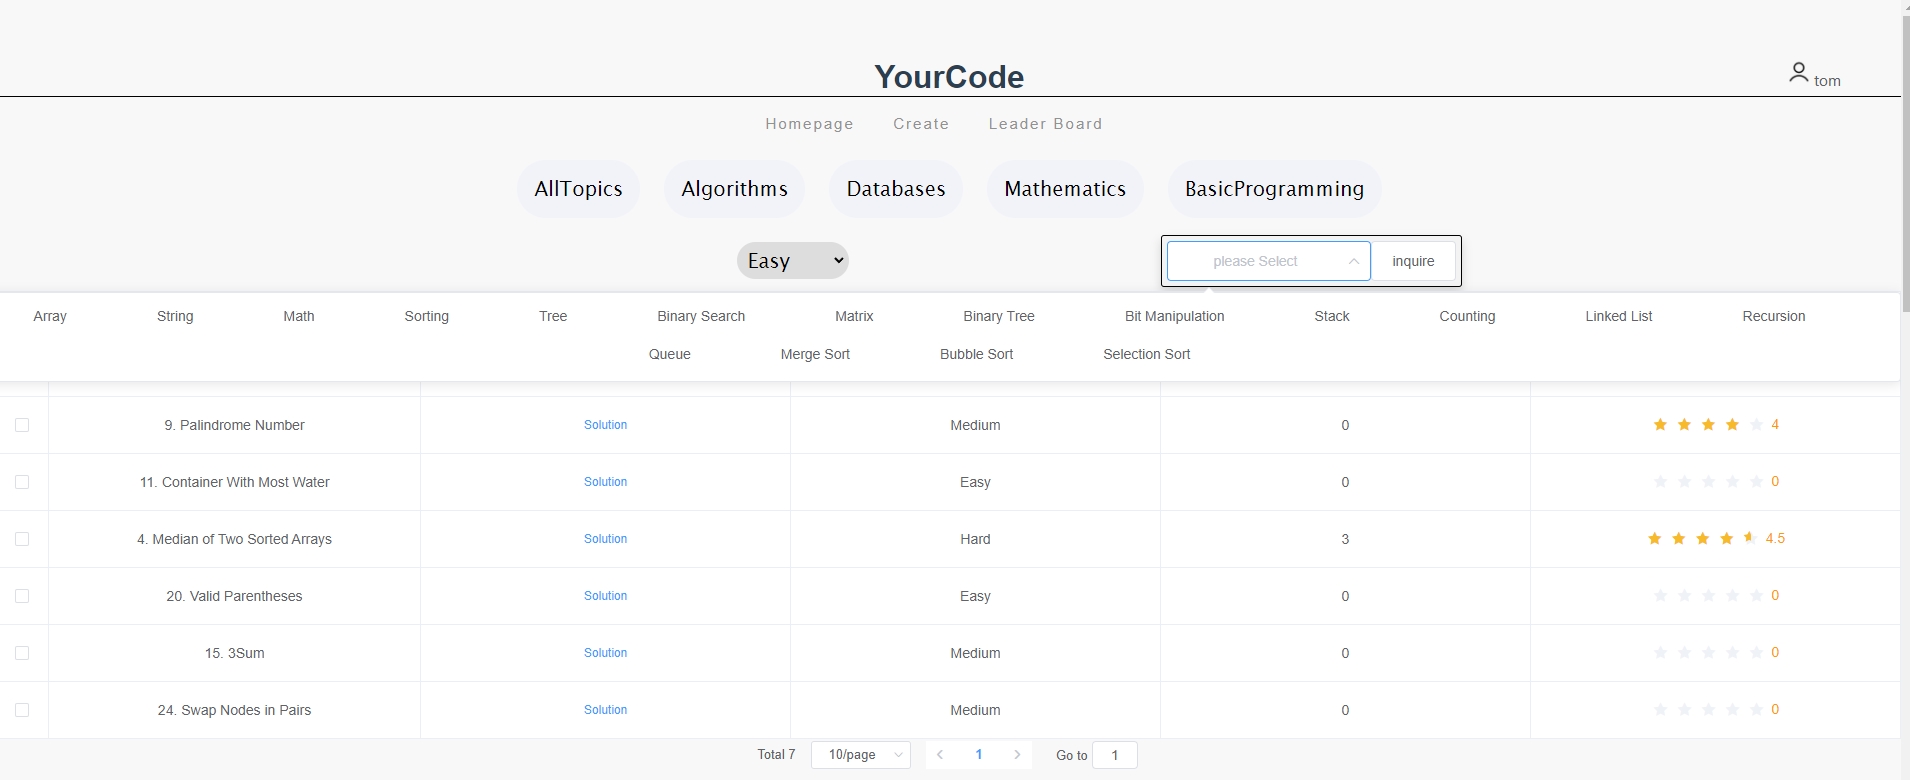 YourCode
tom
Homepage Create Leader Board
AllTopics Algorithms Databases Mathematics BasicProgramming
Easy please Select inquire
Array String Math Sorting Tree Binary Search Matrix Binary Tree Bit Manipulation Stack Counting Linked List Recursion
Queue Merge Sort Bubble Sort Selection Sort
9. Palindrome Number Solution Medium 0 4
11. Container With Most Water Solution Easy 0 0
4. Median of Two Sorted Arrays Solution Hard 3 4.5
20. Valid Parentheses Solution Easy 0 0
15. 3Sum Solution Medium 0 0
24. Swap Nodes in Pairs Solution Medium 0 0
Total 7 10/page 1 Go to 1